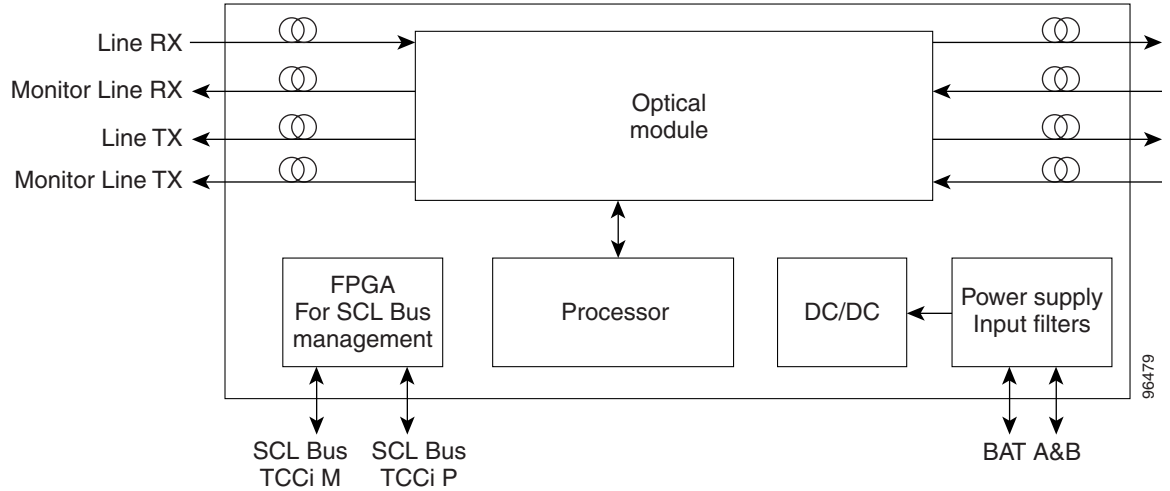 Line RX
Monitor Line RX
Line TX
Monitor Line TX
Optical
module
FPGA
For SCL Bus
management
Processor
DC/DC
Power supply
Input filters
96479
SCL Bus
TCCi M
SCL Bus
TCCi P
BAT A&B